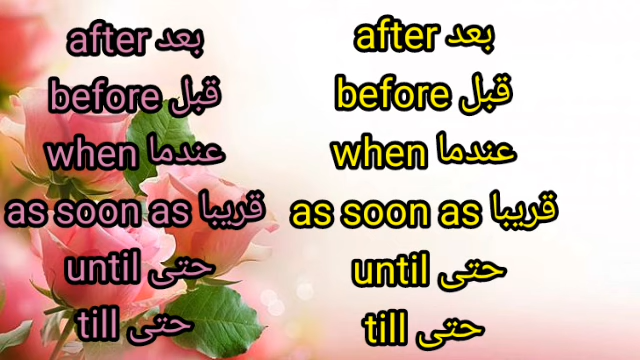 after بعد
before قبل
when عندما
as soon as قريبا
until حتى
till حتى
after بعد
before قبل
when عندما
as soon as قريبا
until حتى
till حتى